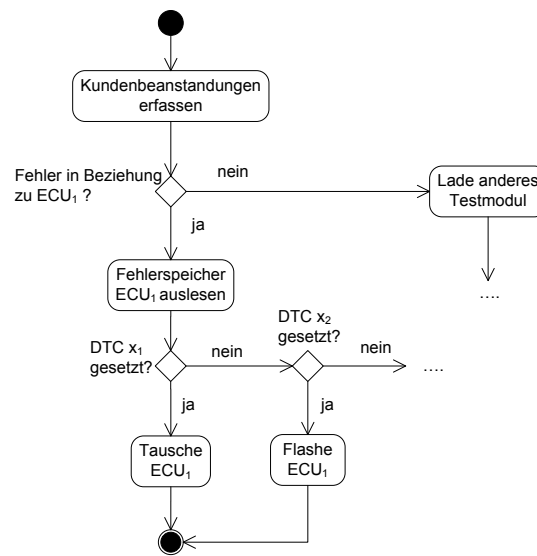 Kundenbeanstandungen
erfassen
Fehler in Beziehung
zu ECU₁ ?
nein
Lade anderes
Testmodul
ja
....
Fehlerspeicher
ECU₁ auslesen
DTC x₁
gesetzt?
nein
DTC x₂
gesetzt?
nein
....
ja
ja
Tausche
ECU₁
Flashe
ECU₁